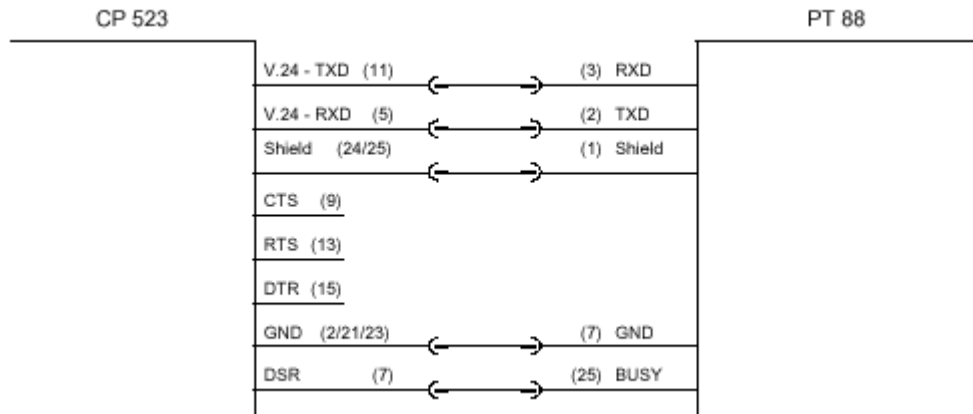 CP 523 PT 88
V.24 - TXD (11) (3) RXD
V.24 - RXD (5) (2) TXD
Shield (24/25) (1) Shield
CTS (9)
RTS (13)
DTR (15)
GND (2/21/23) (7) GND
DSR (7) (25) BUSY